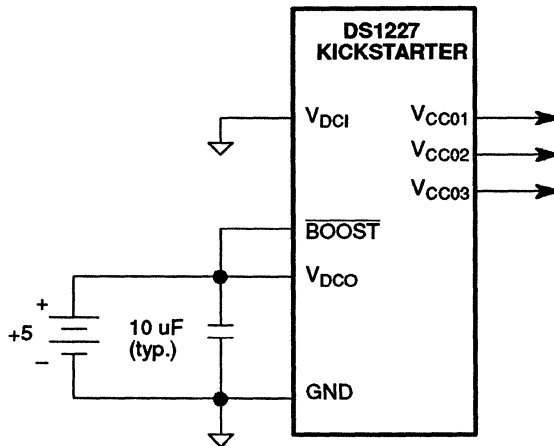 DS1227
KICKSTARTER
VDCI
VCC01
VCC02
VCC03
BOOST
VDCO
+
+5
−
10 uF
(typ.)
GND